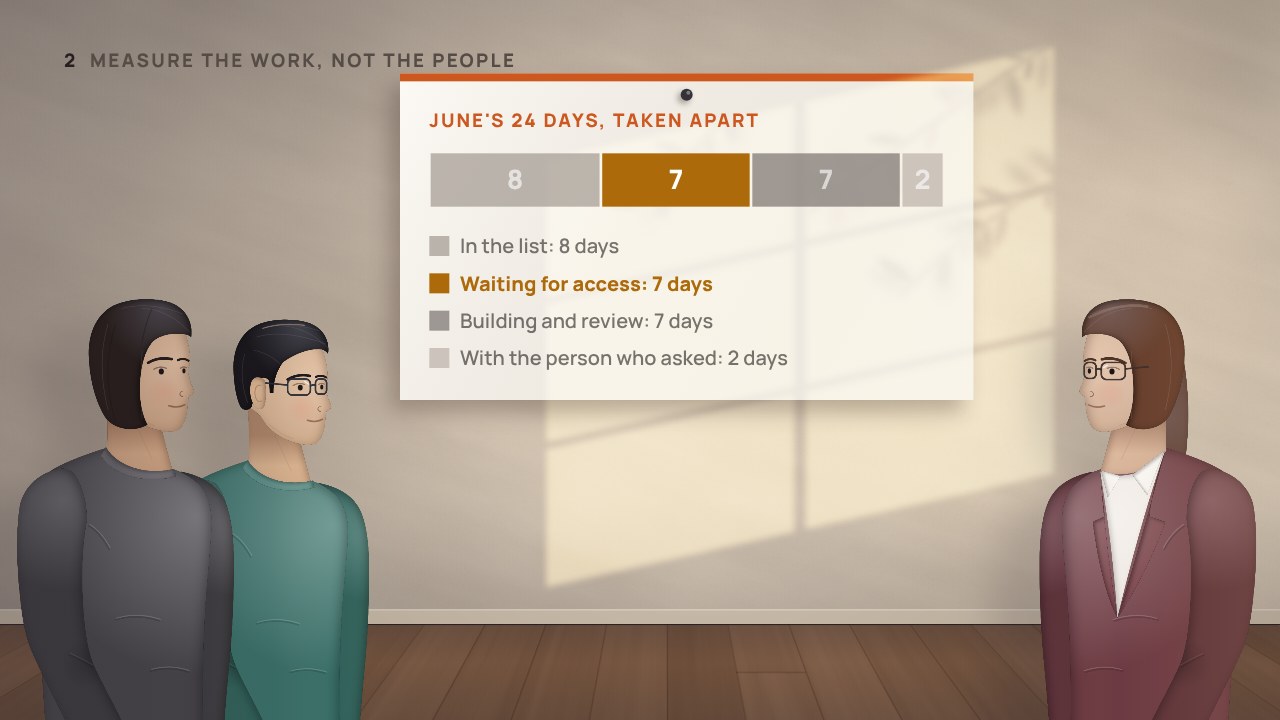 2 MEASURE THE WORK, NOT THE PEOPLE
JUNE'S 24 DAYS, TAKEN APART
8 7 7 2
In the list: 8 days
Waiting for access: 7 days
Building and review: 7 days
With the person who asked: 2 days